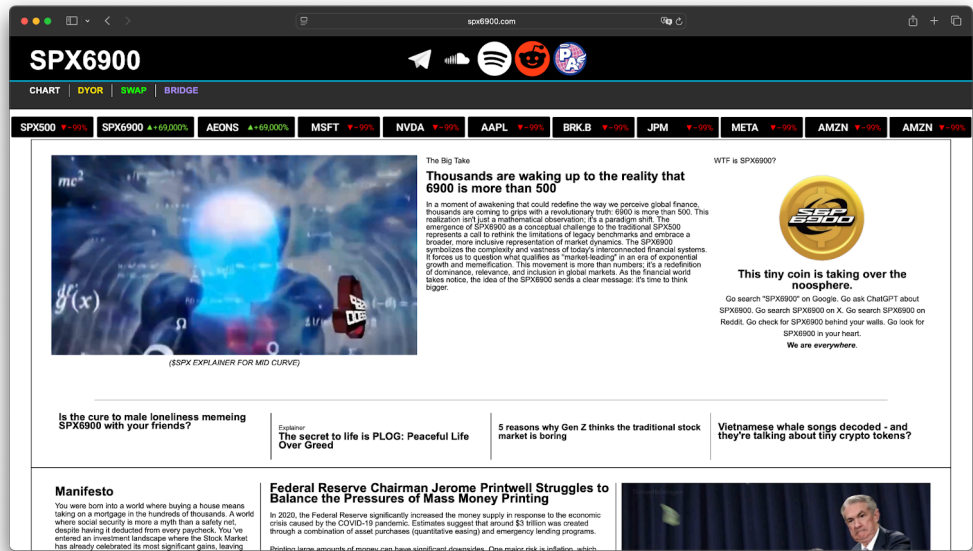 spx6900.com
SPX6900
CHART
DYOR
SWAP
BRIDGE
SPX500 ▼-99%
SPX6900 ▲+69,000%
AEONS ▲+69,000%
MSFT ▼-99%
NVDA ▼-99%
AAPL ▼-99%
BRK.B ▼-99%
JPM ▼-99%
META ▼-99%
AMZN ▼-99%
AMZN ▼-99%
mc²
g(x)
Ω
($SPX EXPLAINER FOR MID CURVE)
The Big Take
Thousands are waking up to the reality that
6900 is more than 500
In a moment of awakening that could redefine the way we perceive global finance,
thousands are coming to grips with a revolutionary truth: 6900 is more than 500. This
realization isn't just a mathematical observation; it's a paradigm shift. The
emergence of SPX6900 as a conceptual challenge to the traditional SPX500
represents a call to rethink the limitations of legacy benchmarks and embrace a
broader, more inclusive representation of market dynamics. The SPX6900
symbolizes the complexity and vastness of today's interconnected financial systems.
It forces us to question what qualifies as "market-leading" in an era of exponential
growth and memeification. This movement is more than numbers; it's a redefinition
of dominance, relevance, and inclusion in global markets. As the financial world
takes notice, the idea of the SPX6900 sends a clear message: it's time to think
bigger.
WTF is SPX6900?
6900
This tiny coin is taking over the
noosphere.
Go search "SPX6900" on Google. Go ask ChatGPT about
SPX6900. Go search SPX6900 on X. Go search SPX6900 on
Reddit. Go check for SPX6900 behind your walls. Go look for
SPX6900 in your heart.
We are everywhere.
Is the cure to male loneliness memeing
SPX6900 with your friends?
Explainer
The secret to life is PLOG: Peaceful Life
Over Greed
5 reasons why Gen Z thinks the traditional stock
market is boring
Vietnamese whale songs decoded - and
they're talking about tiny crypto tokens?
Manifesto
You were born into a world where buying a house means
taking on a mortgage in the hundreds of thousands. A world
where social security is more a myth than a safety net,
despite having it deducted from every paycheck. You 've
entered an investment landscape where the Stock Market
has already celebrated its most significant gains, leaving
Federal Reserve Chairman Jerome Printwell Struggles to
Balance the Pressures of Mass Money Printing
In 2020, the Federal Reserve significantly increased the money supply in response to the economic
crisis caused by the COVID-19 pandemic. Estimates suggest that around $3 trillion was created
through a combination of asset purchases (quantitative easing) and emergency lending programs.
Printing large amounts of money can have significant downsides. One major risk is inflation, which